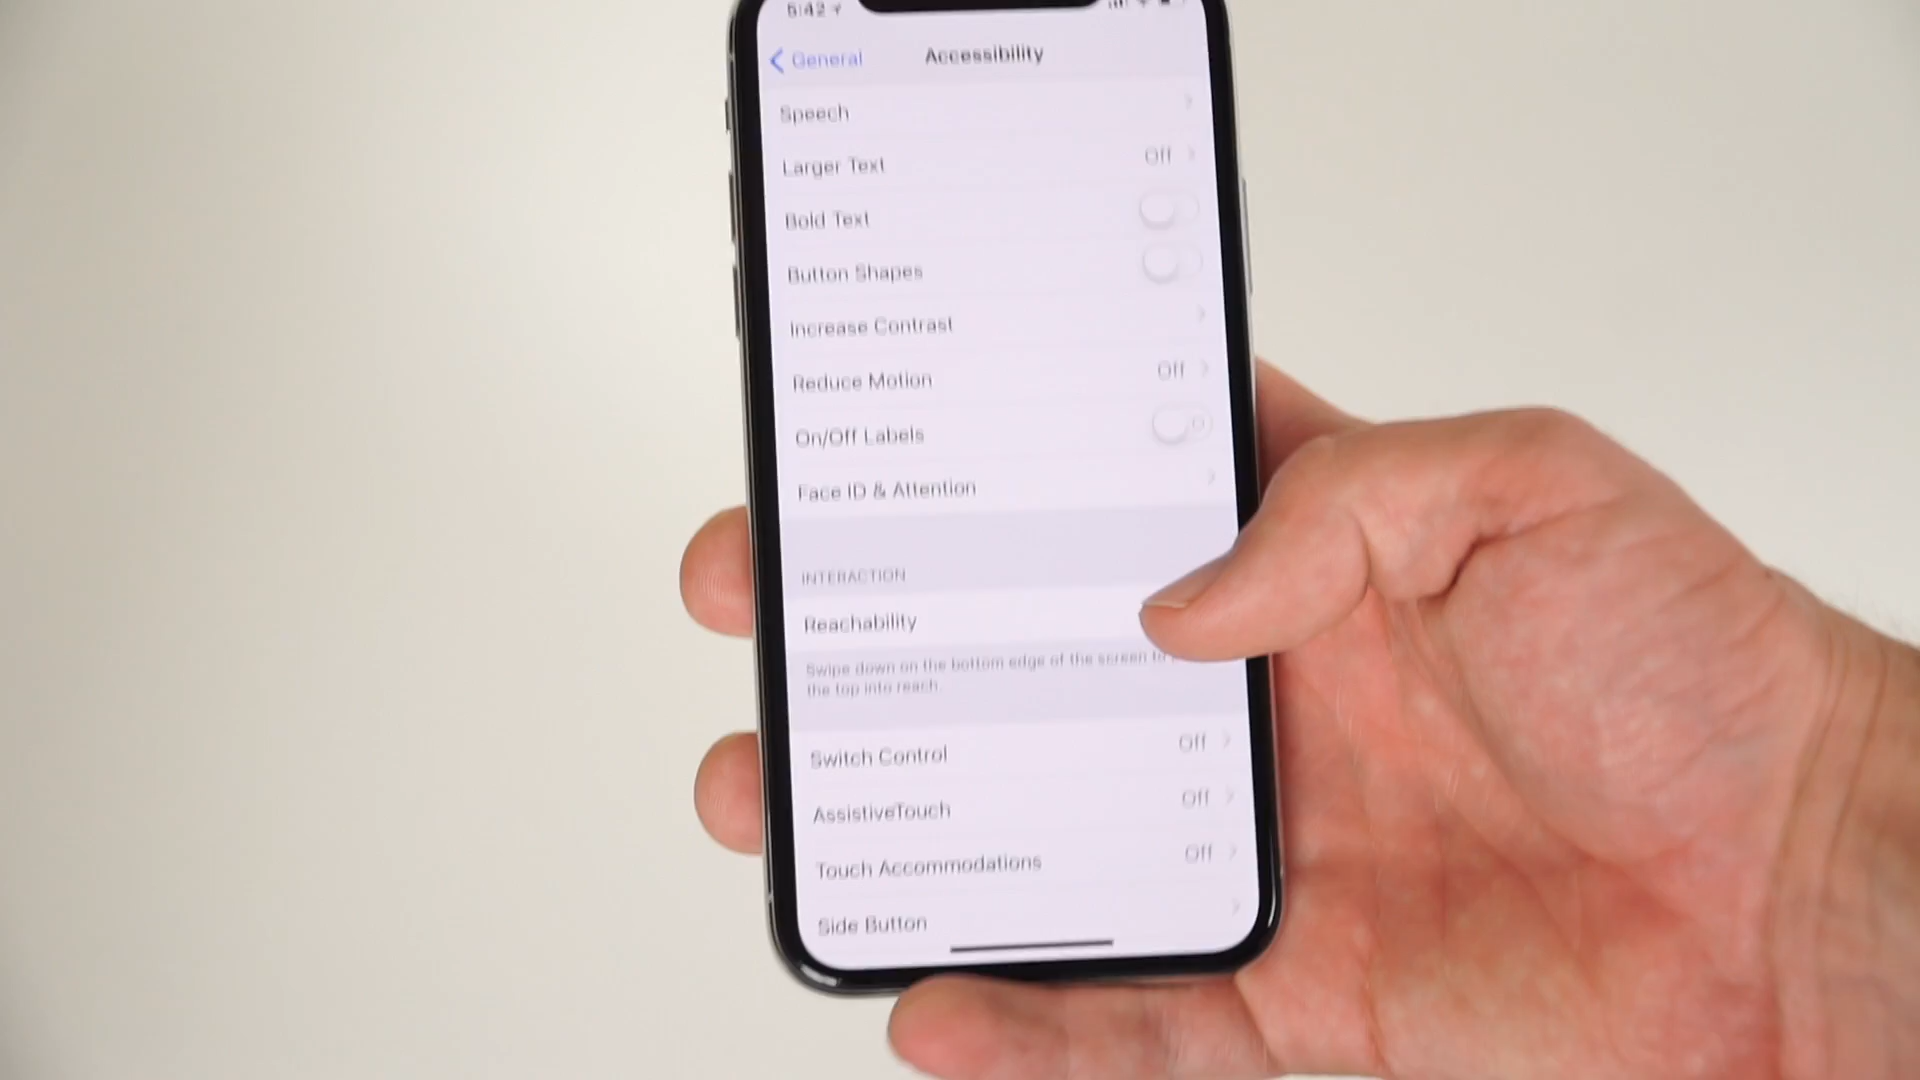 5:42
General
Accessibility
Speech
Larger Text Off
Bold Text
Button Shapes
Increase Contrast
Reduce Motion Off
On/Off Labels
Face ID & Attention
INTERACTION
Reachability
Swipe down on the bottom edge of the screen to
the top into reach.
Switch Control Off
AssistiveTouch Off
Touch Accommodations Off
Side Button